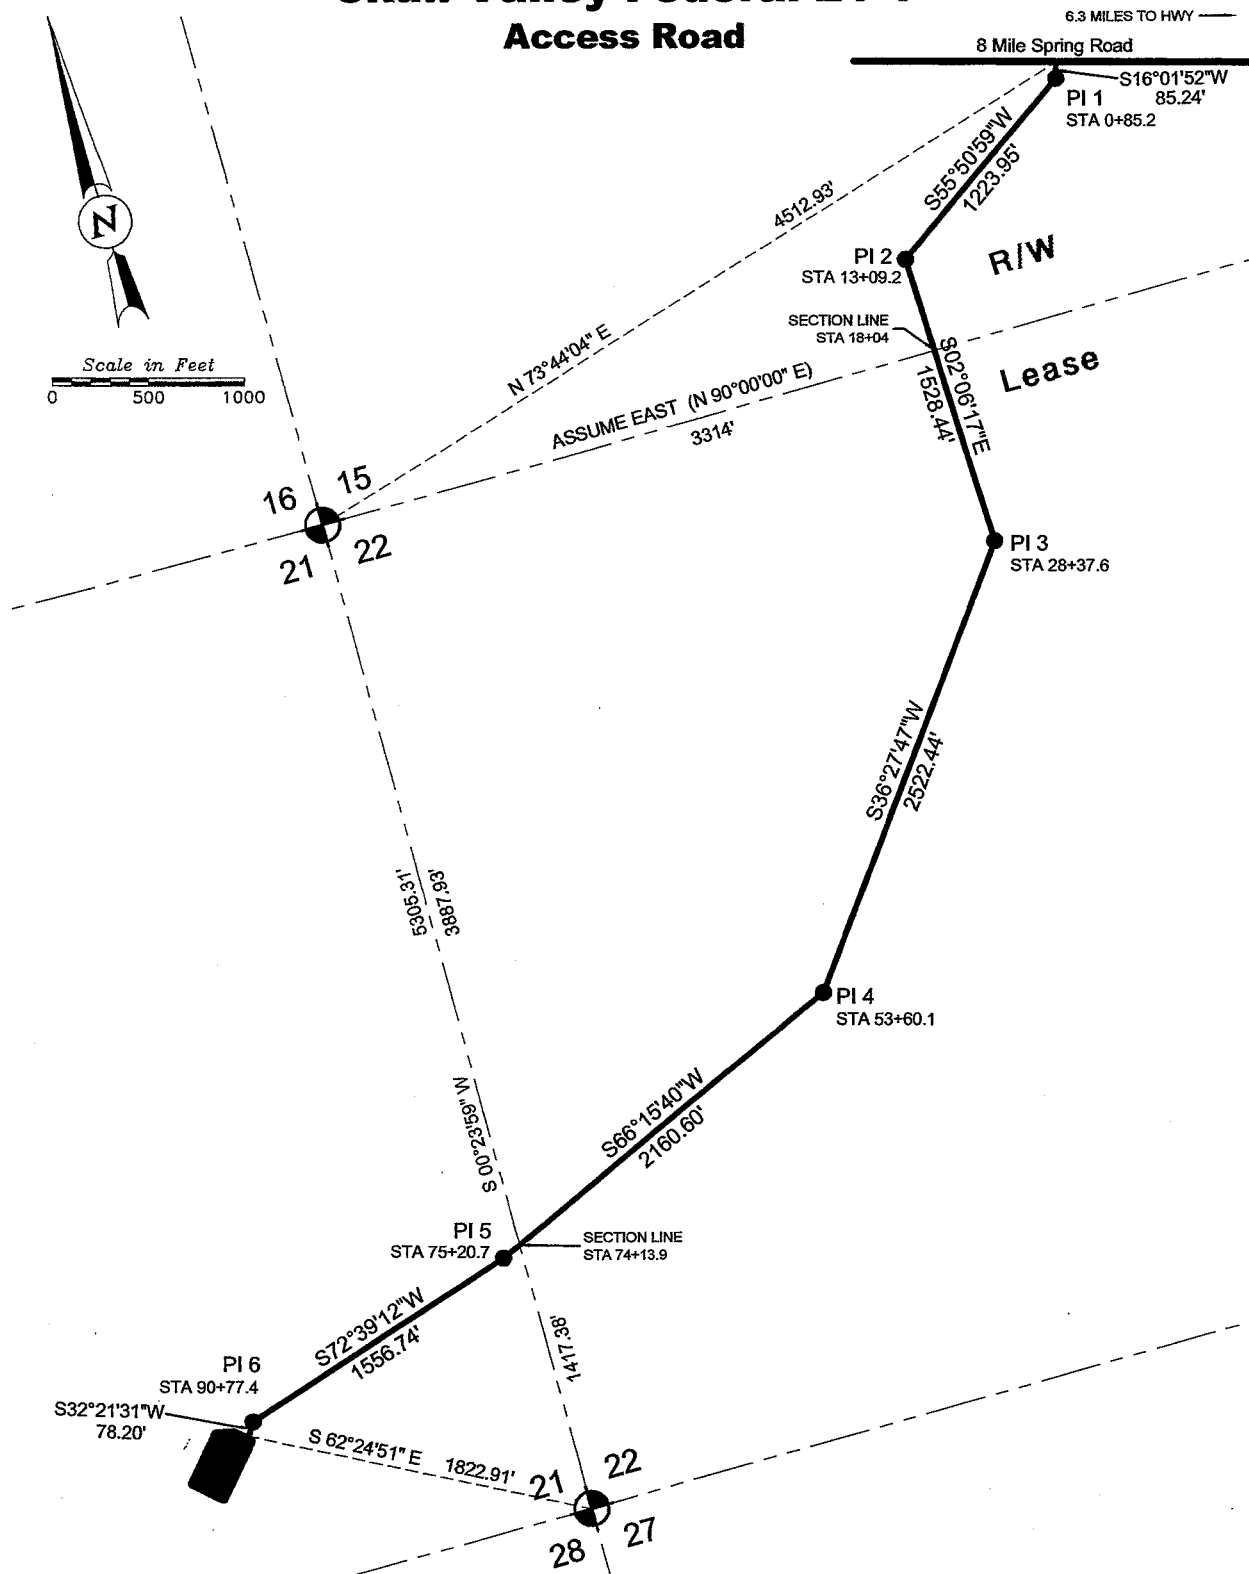 Access Road
6.3 MILES TO HWY
8 Mile Spring Road
S16°01'52"W
85.24'
PI 1
STA 0+85.2
S55°50'59"W
1223.95'
4512.93'
N
PI 2
STA 13+09.2
R/W
SECTION LINE
STA 18+04
N 73°44'04" E
Scale in Feet
0 500 1000
S02°06'17"E
1528.44'
Lease
ASSUME EAST (N 90°00'00" E)
3314'
16 15
21 22
PI 3
STA 28+37.6
S36°27'47"W
2522.44'
5305.31'
3887.93'
PI 4
STA 53+60.1
S 00°23'59" W
S66°15'40"W
2160.60'
PI 5
STA 75+20.7
SECTION LINE
STA 74+13.9
S72°39'12"W
1556.74'
1417.38'
PI 6
STA 90+77.4
S32°21'31"W
78.20'
S 62°24'51" E
1822.91'
21 22
28 27